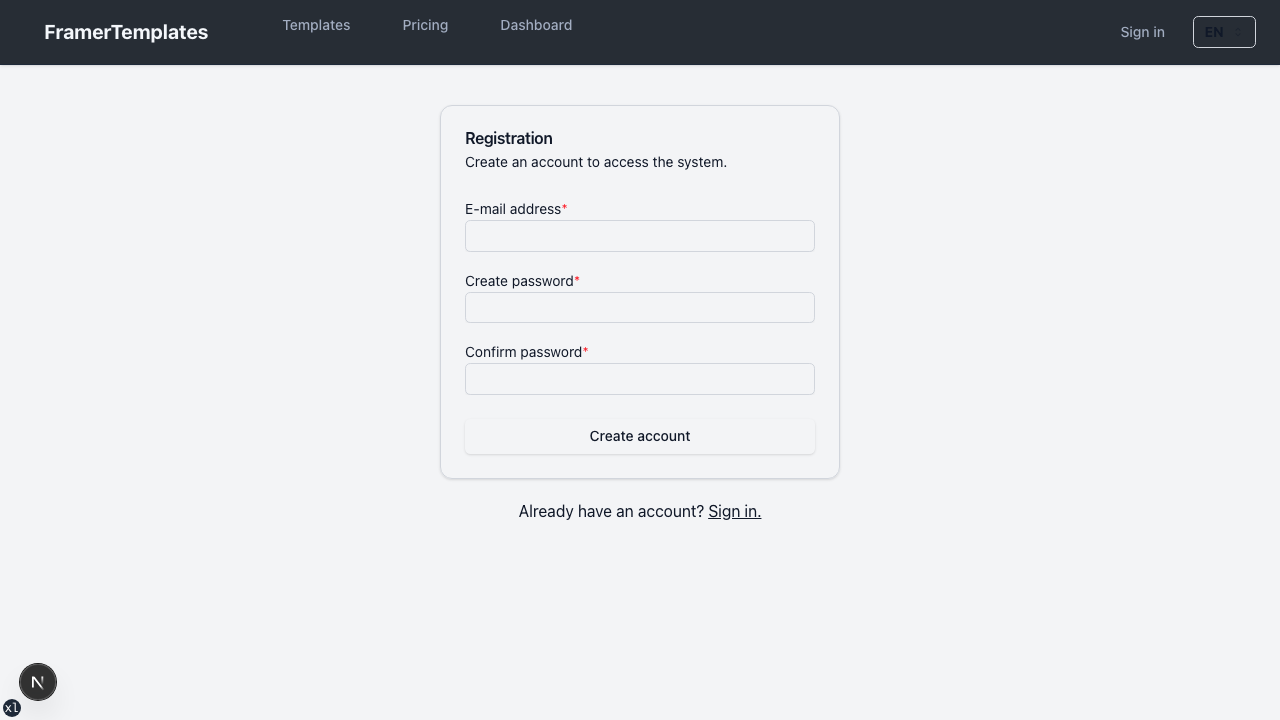 FramerTemplates
Templates
Pricing
Dashboard
Sign in
EN
Registration
Create an account to access the system.
E-mail address*
Create password*
Confirm password*
Create account
Already have an account? Sign in.
N
xl